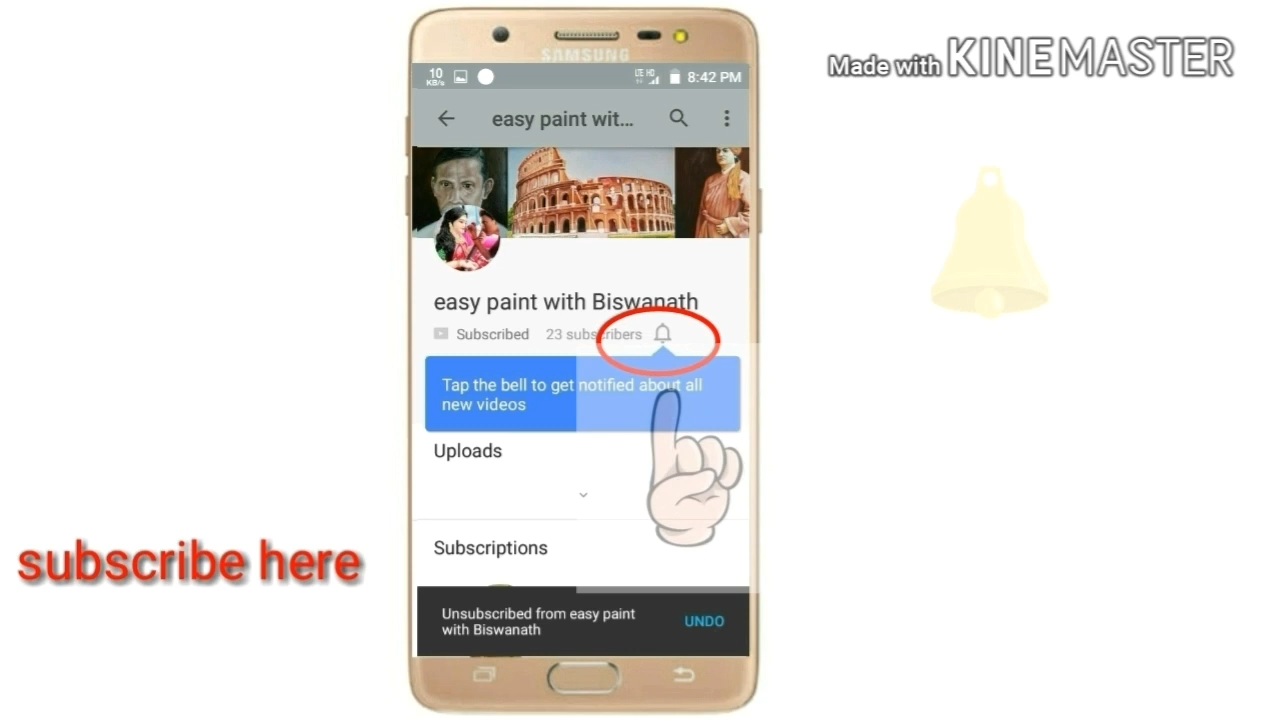 SAMSUNG
10
KB/s
LTE HD
8:42 PM
easy paint wit...
easy paint with Biswanath
Subscribed 23 subscribers
Tap the bell to get notified about all
new videos
Uploads
Subscriptions
Unsubscribed from easy paint
with Biswanath
UNDO
Made with KINEMASTER
subscribe here